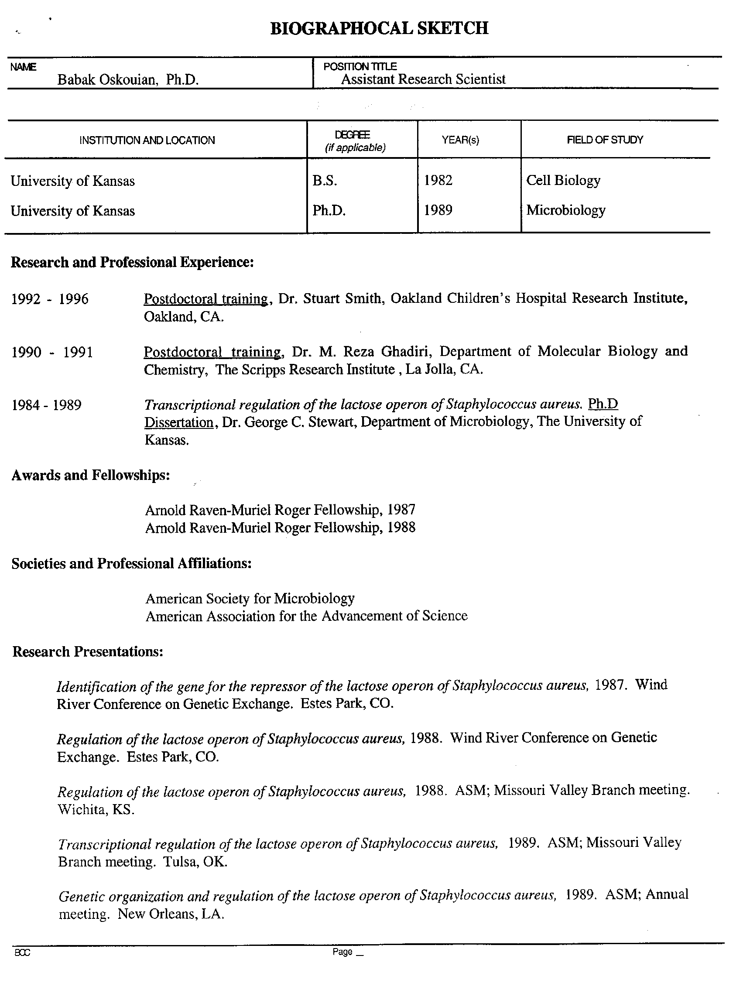 BIOGRAPHOCAL SKETCH
NAME
Babak Oskouian, Ph.D.
POSITION TITLE
Assistant Research Scientist
INSTITUTION AND LOCATION
DEGREE
(if applicable)
YEAR(s)
FIELD OF STUDY
University of Kansas B.S. 1982 Cell Biology
University of Kansas Ph.D. 1989 Microbiology
Research and Professional Experience:
1992 - 1996 Postdoctoral training, Dr. Stuart Smith, Oakland Children's Hospital Research Institute,
Oakland, CA.
1990 - 1991 Postdoctoral training, Dr. M. Reza Ghadiri, Department of Molecular Biology and
Chemistry, The Scripps Research Institute , La Jolla, CA.
1984 - 1989 Transcriptional regulation of the lactose operon of Staphylococcus aureus. Ph.D
Dissertation, Dr. George C. Stewart, Department of Microbiology, The University of
Kansas.
Awards and Fellowships:
Arnold Raven-Muriel Roger Fellowship, 1987
Arnold Raven-Muriel Roger Fellowship, 1988
Societies and Professional Affiliations:
American Society for Microbiology
American Association for the Advancement of Science
Research Presentations:
Identification of the gene for the repressor of the lactose operon of Staphylococcus aureus, 1987. Wind
River Conference on Genetic Exchange. Estes Park, CO.
Regulation of the lactose operon of Staphylococcus aureus, 1988. Wind River Conference on Genetic
Exchange. Estes Park, CO.
Regulation of the lactose operon of Staphylococcus aureus, 1988. ASM; Missouri Valley Branch meeting.
Wichita, KS.
Transcriptional regulation of the lactose operon of Staphylococcus aureus, 1989. ASM; Missouri Valley
Branch meeting. Tulsa, OK.
Genetic organization and regulation of the lactose operon of Staphylococcus aureus, 1989. ASM; Annual
meeting. New Orleans, LA.
Page _